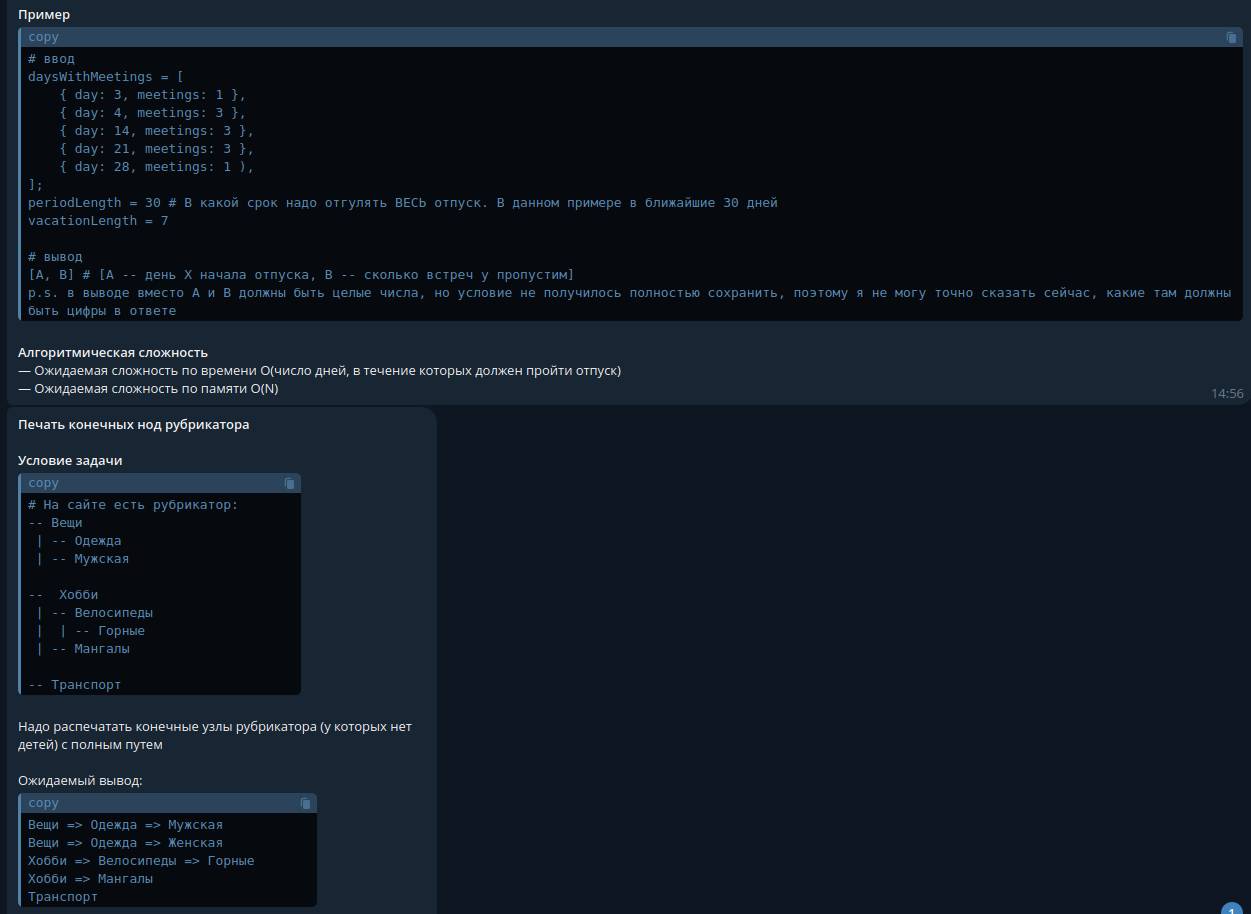 Пример
copy
# ввод
daysWithMeetings = [
    { day: 3, meetings: 1 },
    { day: 4, meetings: 3 },
    { day: 14, meetings: 3 },
    { day: 21, meetings: 3 },
    { day: 28, meetings: 1 ),
];
periodLength = 30 # В какой срок надо отгулять ВЕСЬ отпуск. В данном примере в ближайшие 30 дней
vacationLength = 7
# вывод
[A, B] # [A -- день X начала отпуска, B -- сколько встреч у пропустим]
p.s. в выводе вместо А и В должны быть целые числа, но условие не получилось полностью сохранить, поэтому я не могу точно сказать сейчас, какие там должны
быть цифры в ответе
Алгоритмическая сложность
— Ожидаемая сложность по времени O(число дней, в течение которых должен пройти отпуск)
— Ожидаемая сложность по памяти O(N)
14:56
Печать конечных нод рубрикатора
Условие задачи
copy
# На сайте есть рубрикатор:
-- Вещи
 | -- Одежда
 | -- Мужская
--  Хобби
 | -- Велосипеды
 |  | -- Горные
 | -- Мангалы
-- Транспорт
Надо распечатать конечные узлы рубрикатора (у которых нет
детей) с полным путем
Ожидаемый вывод:
copy
Вещи => Одежда => Мужская
Вещи => Одежда => Женская
Хобби => Велосипеды => Горные
Хобби => Мангалы
Транспорт
1